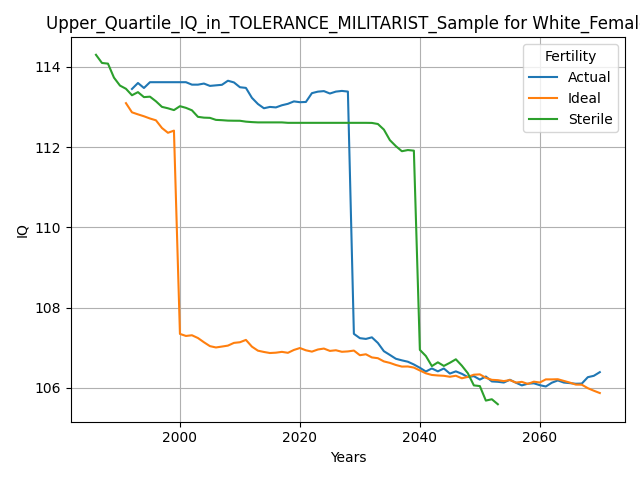 Upper_Quartile_IQ_in_TOLERANCE_MILITARIST_Sample for White_Femal
Fertility
Actual
Ideal
Sterile
IQ
114
112
110
108
106
2000
2020
2040
2060
Years